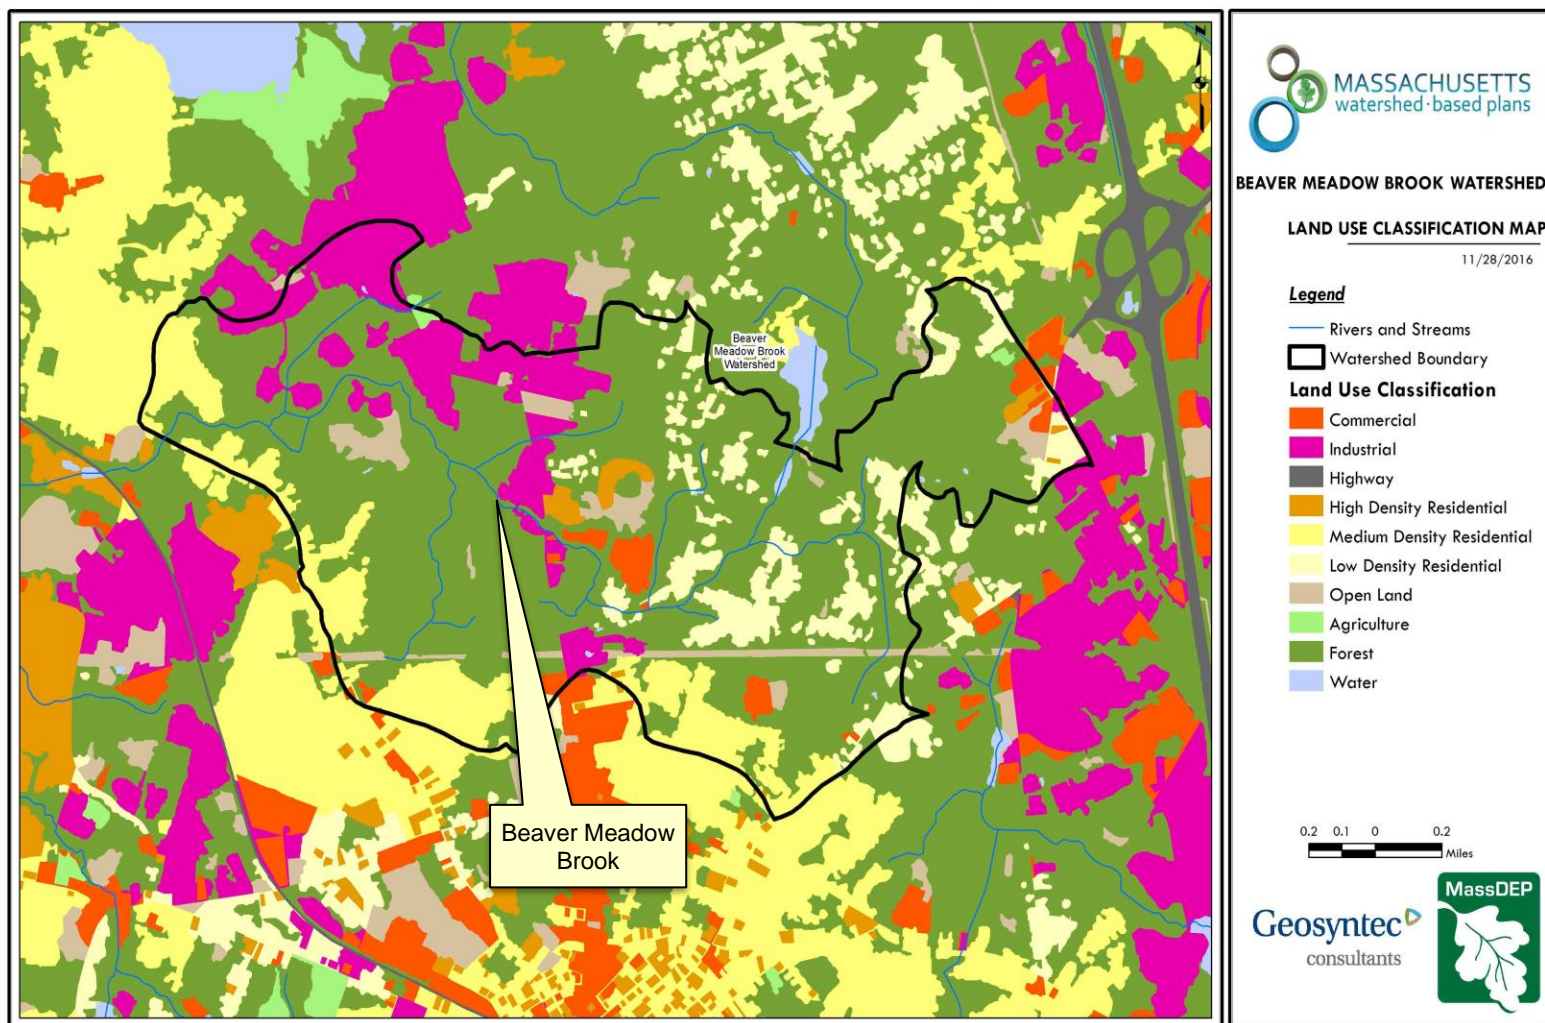 Beaver
Meadow Brook
Watershed
Beaver Meadow
Brook
N
MASSACHUSETTS
watershed·based plans
BEAVER MEADOW BROOK WATERSHED
LAND USE CLASSIFICATION MAP
11/28/2016
Legend
Rivers and Streams
Watershed Boundary
Land Use Classification
Commercial
Industrial
Highway
High Density Residential
Medium Density Residential
Low Density Residential
Open Land
Agriculture
Forest
Water
0.2 0.1 0 0.2
Miles
Geosyntec
consultants
MassDEP